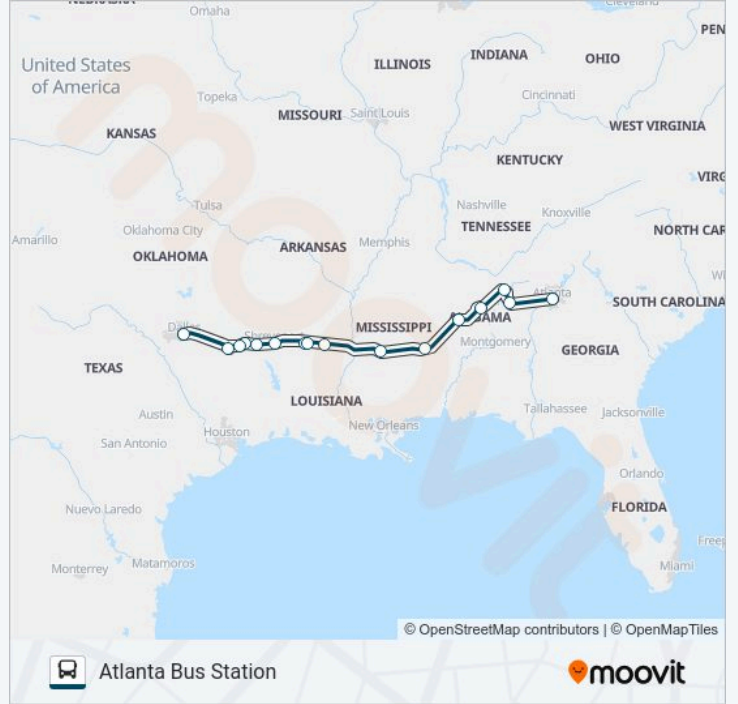 Omaha
Cleveland
PEN
INDIANA
OHIO
ILLINOIS
United States
of America
Cincinnati
Topeka
MISSOURI
Saint Louis
KANSAS
WEST VIRGINIA
KENTUCKY
VIRG
Tulsa
Nashville
Knoxville
TENNESSEE
Oklahoma City
NORTH CAR
Amarillo
ARKANSAS
Memphis
OKLAHOMA
Atlanta
SOUTH CAROLINA
MISSISSIPPI
Montgomery
GEORGIA
TEXAS
LOUISIANA
Tallahassee
Jacksonville
Austin
New Orleans
Houston
San Antonio
Orlando
FLORIDA
Nuevo Laredo
Freep
Matamoros
Monterrey
Miami
moovit
© OpenStreetMap contributors | © OpenMapTiles
Atlanta Bus Station
moovit